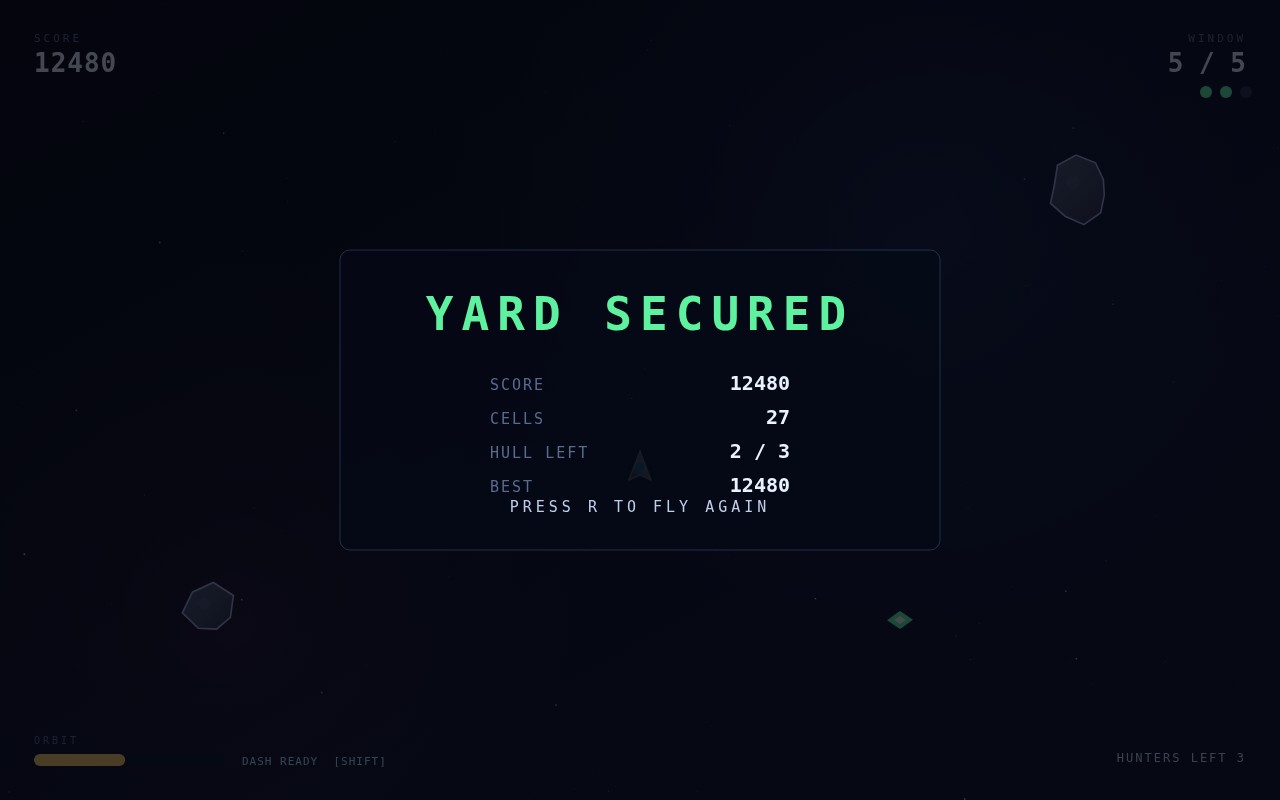 SCORE
12480
WINDOW
5 / 5
YARD SECURED
SCORE 12480
CELLS 27
HULL LEFT 2 / 3
BEST 12480
PRESS R TO FLY AGAIN
ORBIT
DASH READY [SHIFT]
HUNTERS LEFT 3